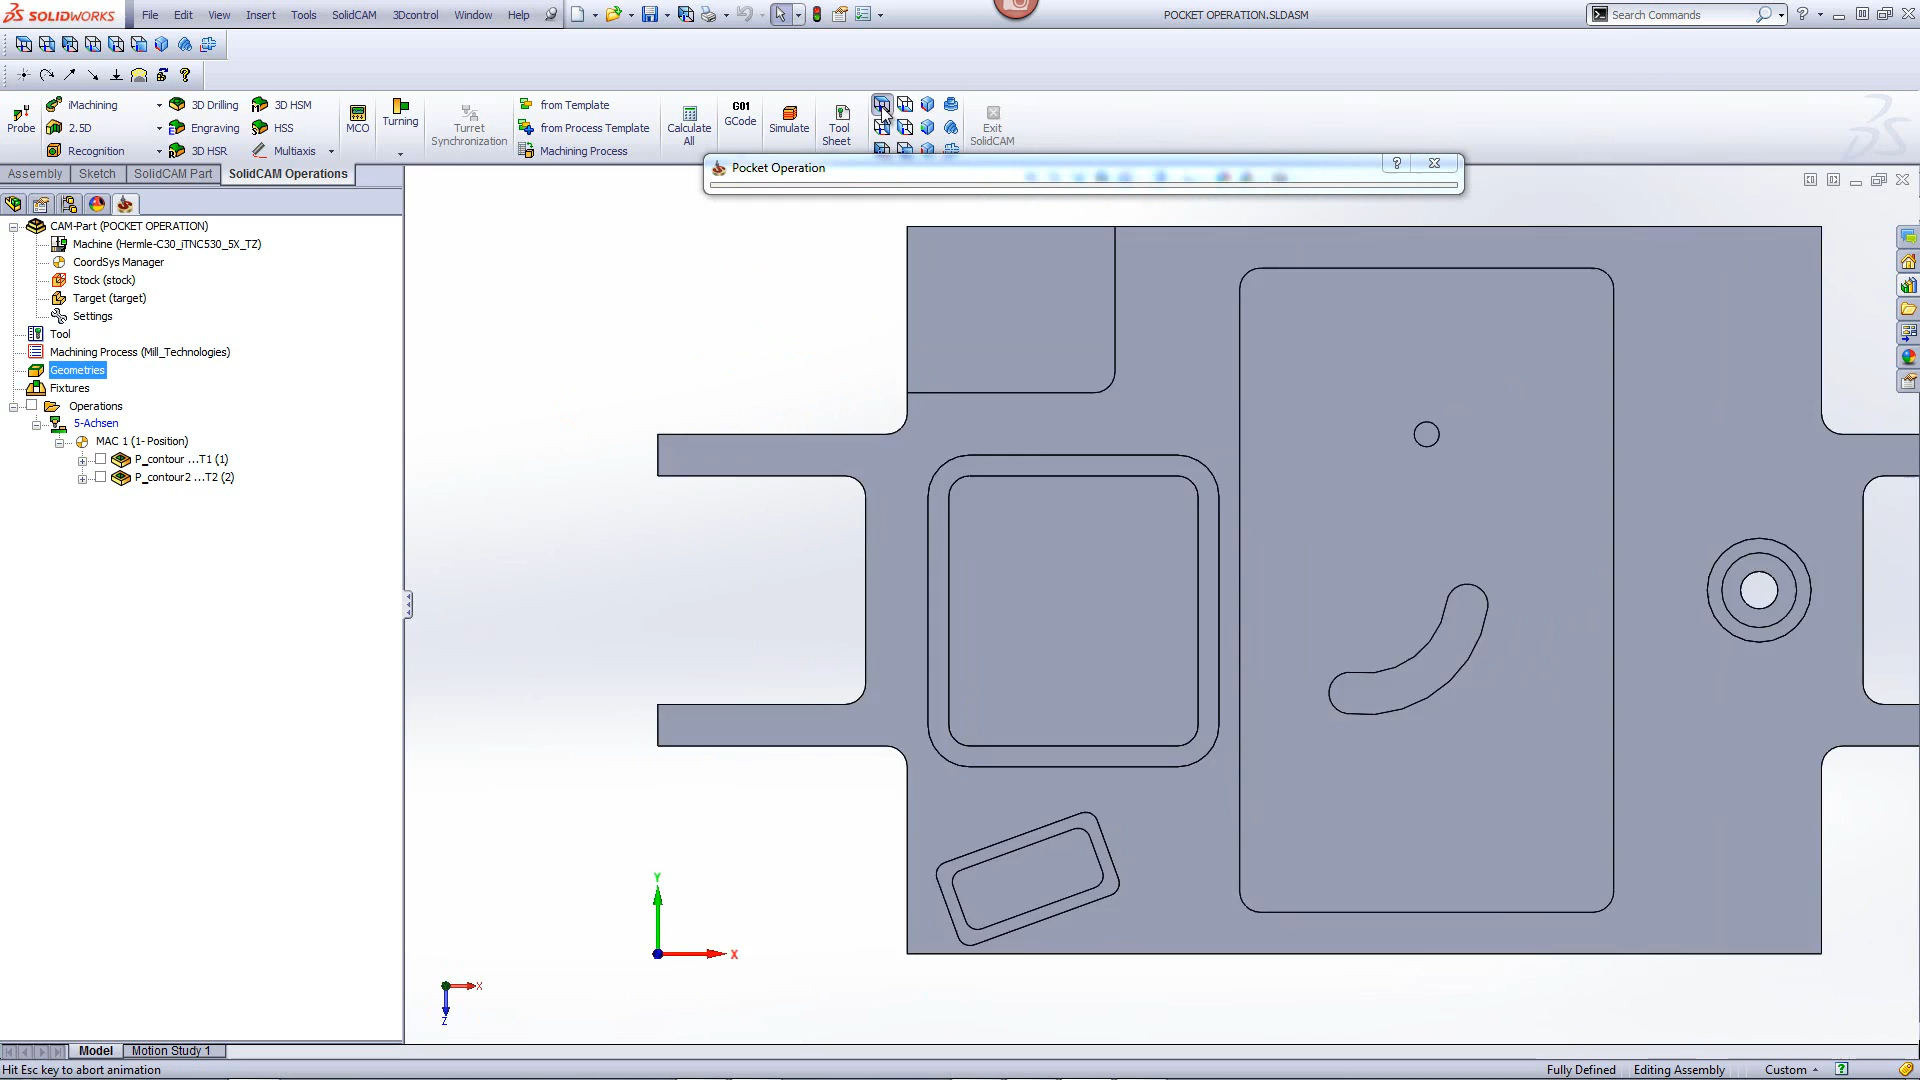 SOLIDWORKS File Edit View Insert Tools SolidCAM 3Dcontrol Window Help POCKET OPERATION.SLDASM Search Commands
Probe iMachining 3D Drilling 3D HSM MCO Turning Turret Synchronization from Template Calculate All G01 GCode Simulate Tool Sheet Exit SolidCAM
2.5D Engraving HSS from Process Template
Recognition 3D HSR Multiaxis Machining Process
Assembly Sketch SolidCAM Part SolidCAM Operations
Pocket Operation
CAM-Part (POCKET OPERATION)
Machine (Hermle-C30_iTNC530_5X_TZ)
CoordSys Manager
Stock (stock)
Target (target)
Settings
Tool
Machining Process (Mill_Technologies)
Geometries
Fixtures
Operations
5-Achsen
MAC 1 (1- Position)
P_contour ...T1 (1)
P_contour2 ...T2 (2)
Y
X
X
Z
Model Motion Study 1
Hit Esc key to abort animation Fully Defined Editing Assembly Custom